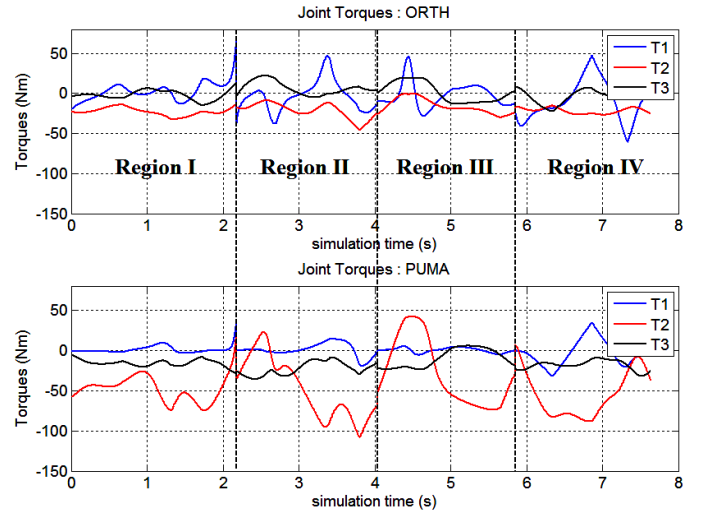 Joint Torques : ORTH
Torques (Nm)
50
0
-50
-100
-150
T1
T2
T3
Region I
Region II
Region III
Region IV
0 1 2 3 4 5 6 7 8
simulation time (s)
Joint Torques : PUMA
Torques (Nm)
50
0
-50
-100
-150
T1
T2
T3
0 1 2 3 4 5 6 7 8
simulation time (s)